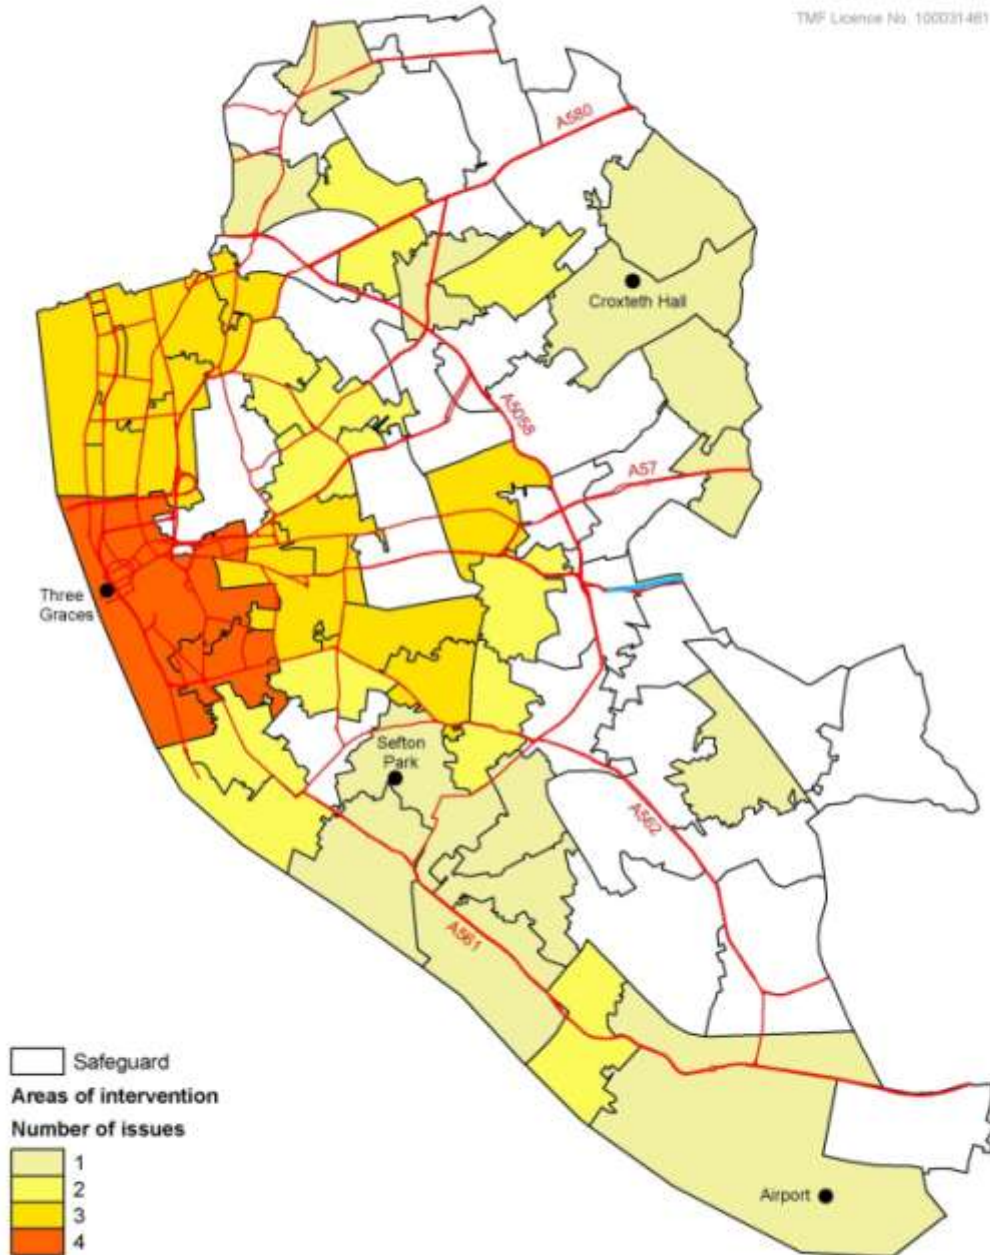 TMF Licence No. 100031461
A580
Croxteth Hall
A5058
A57
Three
Graces
Sefton
Park
A562
A561
Airport
Safeguard
Areas of intervention
Number of issues
1
2
3
4